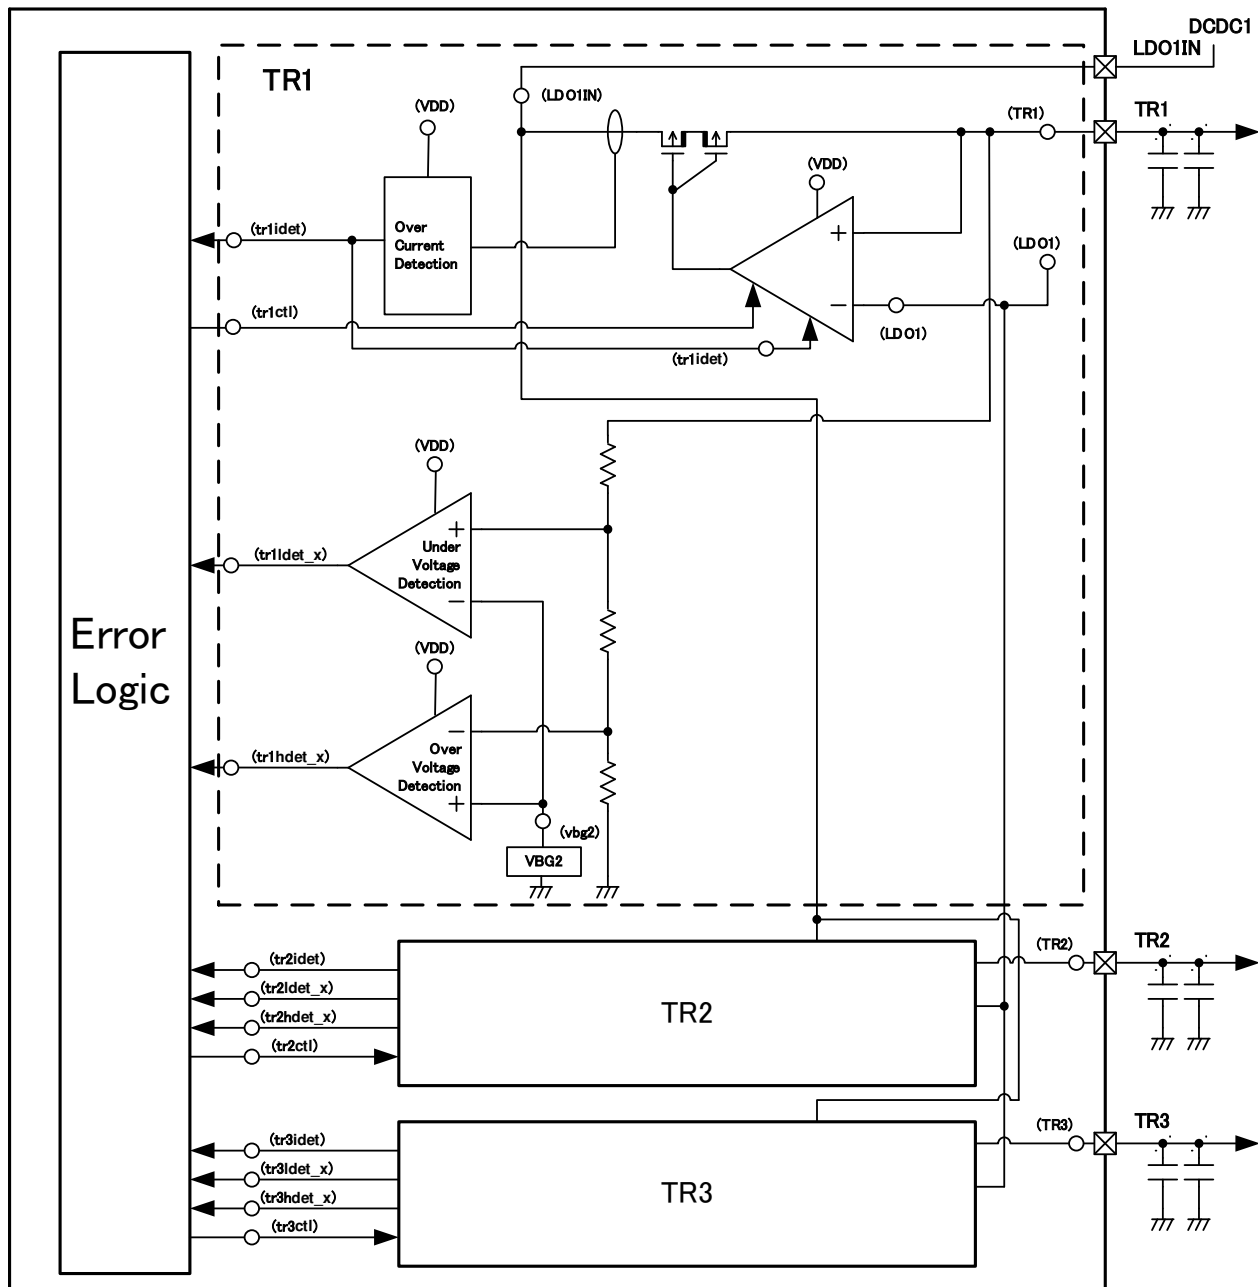 DCDC1
LDO1IN
TR1
(VDD)
(LDO1IN)
(TR1)
TR1
(VDD)
(tr1idet)
Over
Current
Detection
+
(LDO1)
(tr1ctl)
−
(LDO1)
(tr1idet)
(VDD)
(tr1ldet_x)
+
Under
Voltage
Detection
−
Error
Logic
(VDD)
(tr1hdet_x)
−
Over
Voltage
Detection
+
(vbg2)
VBG2
(tr2idet)
(tr2ldet_x)
(tr2hdet_x)
(tr2ctl)
TR2
(TR2)
TR2
(tr3idet)
(tr3ldet_x)
(tr3hdet_x)
(tr3ctl)
TR3
(TR3)
TR3